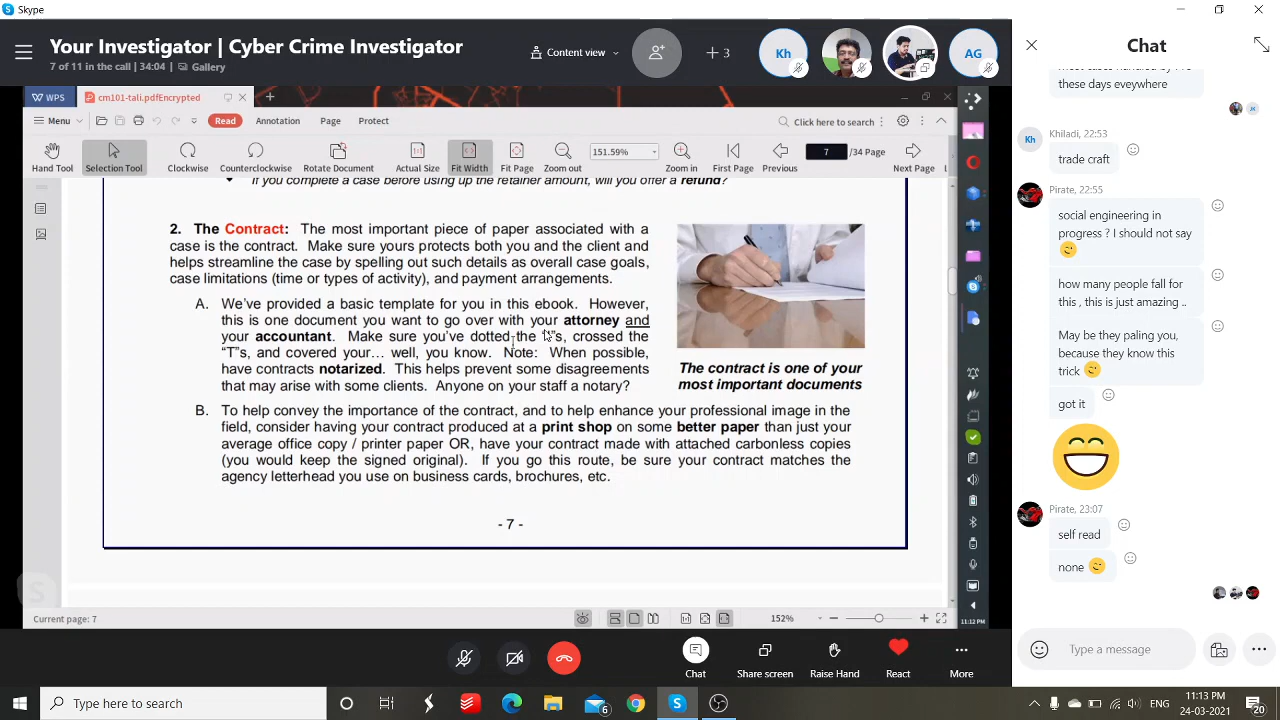 Skype
Your Investigator | Cyber Crime Investigator
7 of 11 in the call | 34:04 | Gallery
Content view
+ 3
Kh
AG
WPS
cm101-tali.pdfEncrypted
Menu
Read
Annotation
Page
Protect
Click here to search
Hand Tool
Selection Tool
Clockwise
Counterclockwise
Rotate Document
Actual Size
Fit Width
Fit Page
Zoom out
151.59%
Zoom in
First Page
Previous
7
/34 Page
Next Page
If you complete a case before using up the retainer amount, will you offer a refund?
2. The Contract: The most important piece of paper associated with a
case is the contract. Make sure yours protects both you and the client and
helps streamline the case by spelling out such details as overall case goals,
case limitations (time or types of activity), and payment arrangements.
A. We've provided a basic template for you in this ebook. However,
this is one document you want to go over with your attorney and
your accountant. Make sure you've dotted the "I"s, crossed the
"T"s, and covered your… well, you know. Note: When possible,
have contracts notarized. This helps prevent some disagreements
that may arise with some clients. Anyone on your staff a notary?
The contract is one of your
most important documents
B. To help convey the importance of the contract, and to help enhance your professional image in the
field, consider having your contract produced at a print shop on some better paper than just your
average office copy / printer paper OR, have your contract made with attached carbonless copies
(you would keep the signed original). If you go this route, be sure your contract matches the
agency letterhead you use on business cards, brochures, etc.
- 7 -
Current page: 7
152%
11:12 PM
Chat
Share screen
Raise Hand
React
More
Chat
these days eveywhere
JK
Kh
Khiladi, 22:53
trade craft
Pirate, 22:55
social engineering in
progress ? I should not say
how many people fall for
this , this is just amazing ..
May be they paling you,
because they know this
trick
got it
Pirate, 23:07
self read
none
Type a message
Type here to search
6
ENG
11:13 PM
24-03-2021
20